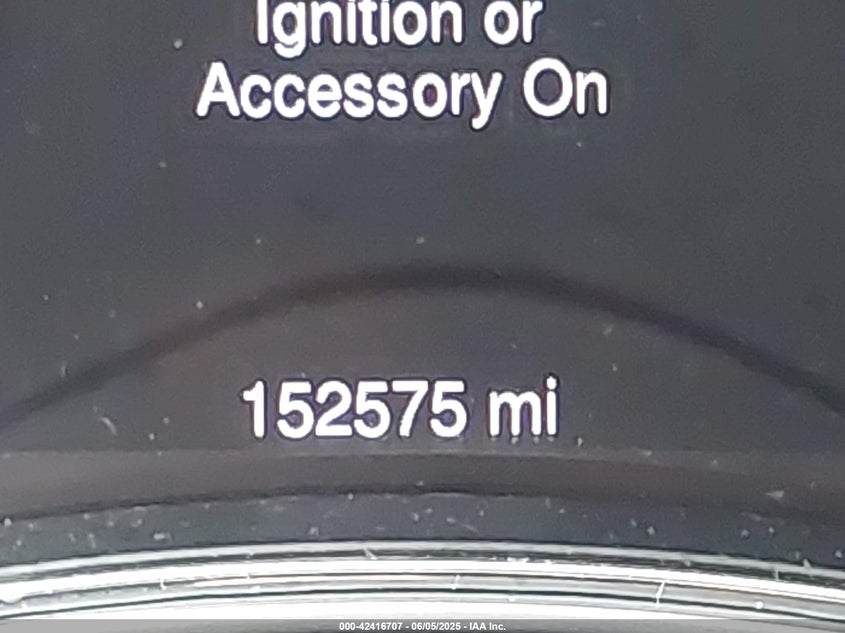 Ignition or
Accessory On
152575 mi
000-42416707 - 06/05/2025 - IAA Inc.